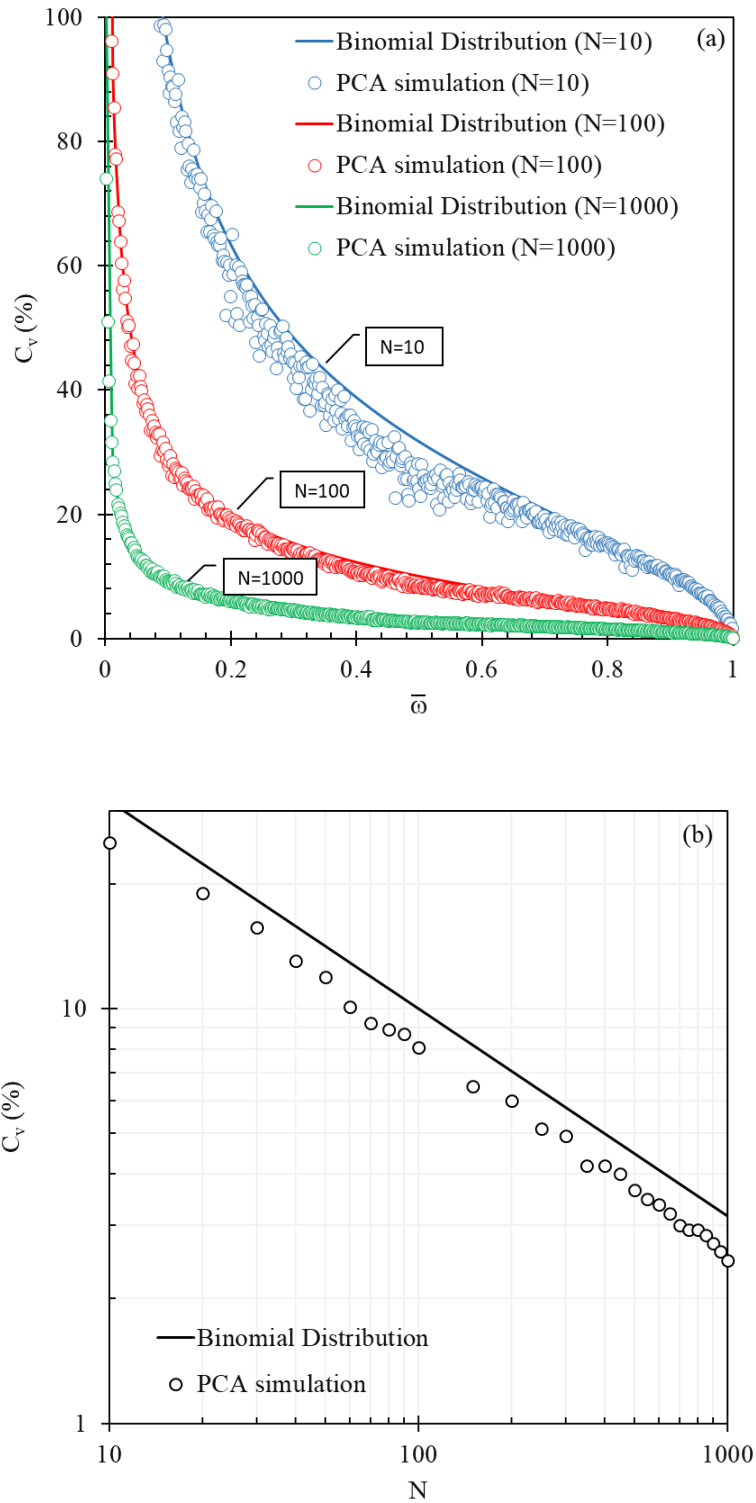 100
80
60
40
20
0
C_v (%)
(a)
Binomial Distribution (N=10)
PCA simulation (N=10)
Binomial Distribution (N=100)
PCA simulation (N=100)
Binomial Distribution (N=1000)
PCA simulation (N=1000)
N=10
N=100
N=1000
0 0.2 0.4 0.6 0.8 1
ω̅
(b)
10
1
C_v (%)
Binomial Distribution
PCA simulation
10 100 1000
N